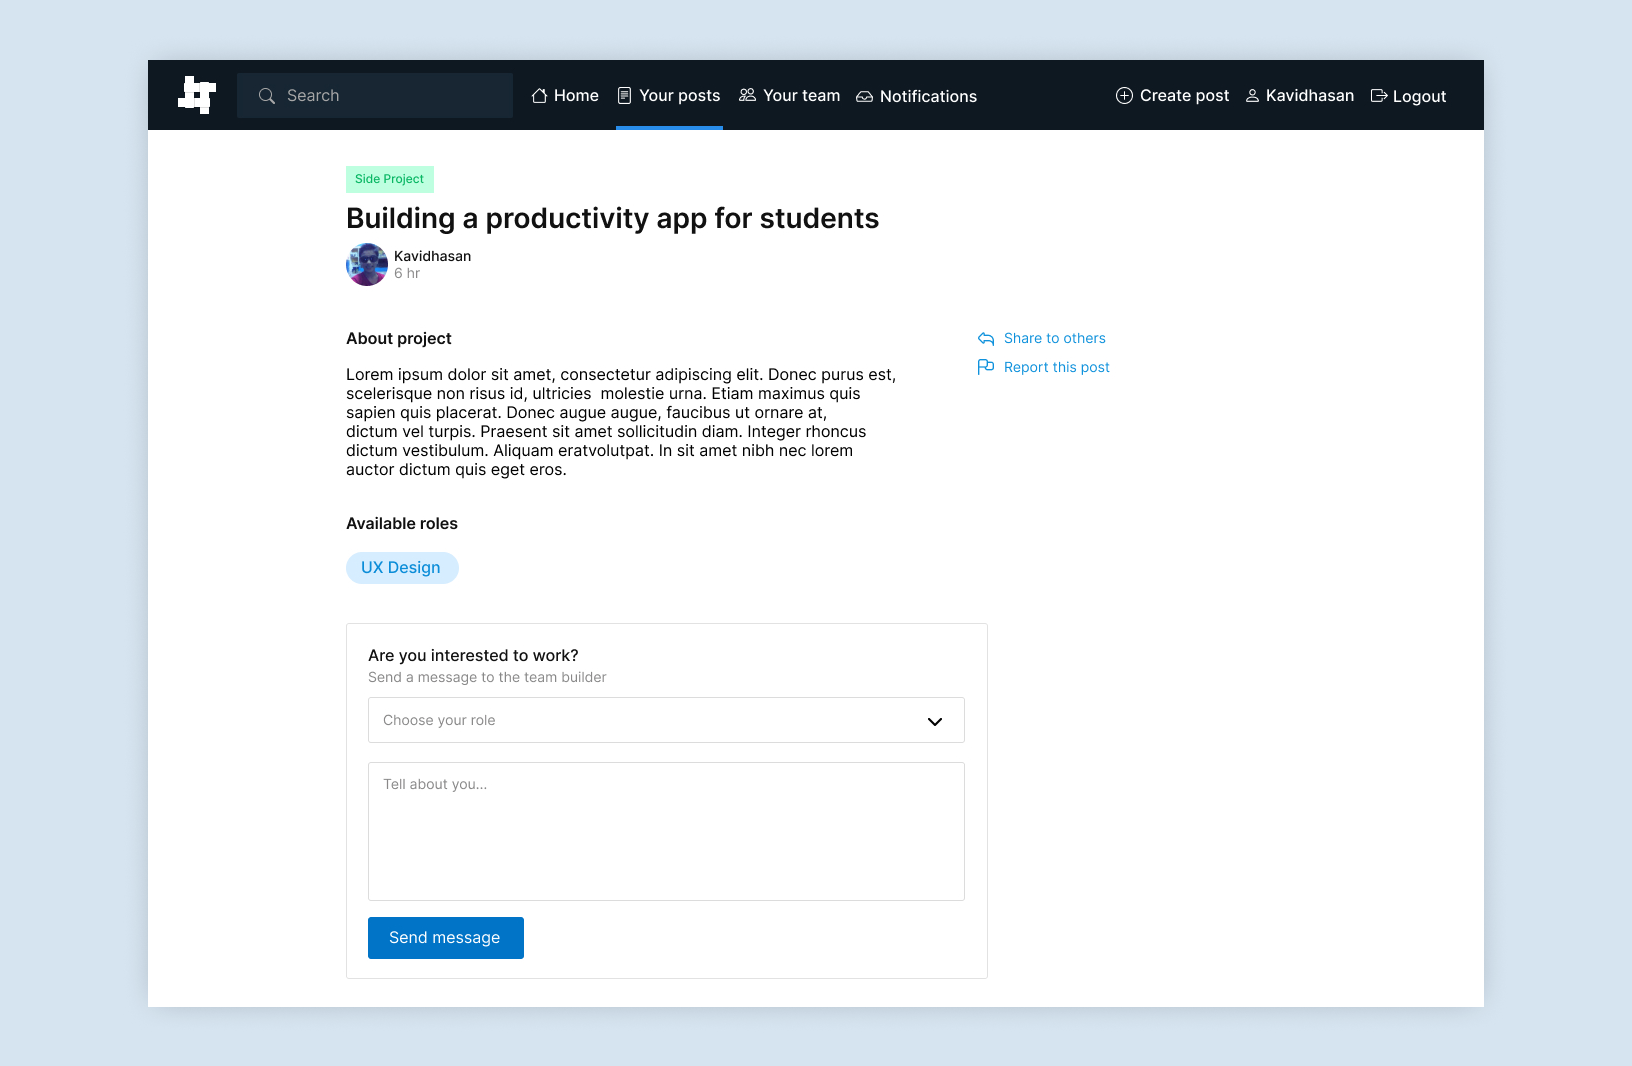 Search
Home
Your posts
Your team
Notifications
Create post
Kavidhasan
Logout
Side Project
Building a productivity app for students
Kavidhasan
6 hr
About project
Lorem ipsum dolor sit amet, consectetur adipiscing elit. Donec purus est,
scelerisque non risus id, ultricies  molestie urna. Etiam maximus quis
sapien quis placerat. Donec augue augue, faucibus ut ornare at,
dictum vel turpis. Praesent sit amet sollicitudin diam. Integer rhoncus
dictum vestibulum. Aliquam eratvolutpat. In sit amet nibh nec lorem
auctor dictum quis eget eros.
Share to others
Report this post
Available roles
UX Design
Are you interested to work?
Send a message to the team builder
Choose your role
Tell about you...
Send message